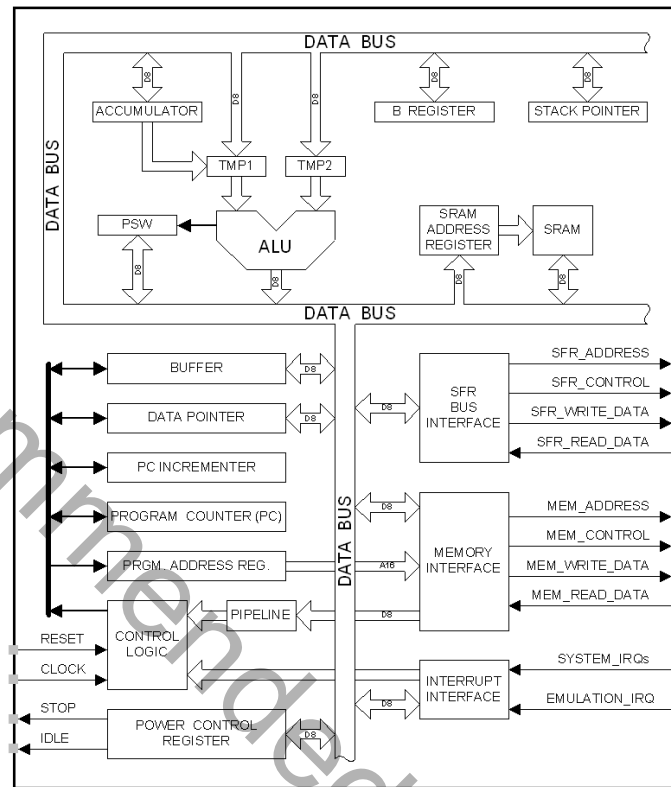 DATA BUS
D8
D8
D8
D8
D8
ACCUMULATOR
B REGISTER
STACK POINTER
DATA BUS
TMP1
TMP2
PSW
SRAM
ADDRESS
REGISTER
SRAM
ALU
D8
D8
D8
D8
DATA BUS
BUFFER
D8
SFR_ADDRESS
SFR_CONTROL
SFR
BUS
INTERFACE
D8
SFR_WRITE_DATA
SFR_READ_DATA
DATA POINTER
D8
PC INCREMENTER
PROGRAM COUNTER (PC)
DATA BUS
D8
MEMORY
INTERFACE
MEM_ADDRESS
MEM_CONTROL
MEM_WRITE_DATA
MEM_READ_DATA
PRGM. ADDRESS REG.
A16
PIPELINE
D8
RESET
CONTROL
LOGIC
CLOCK
SYSTEM_IRQs
INTERRUPT
INTERFACE
EMULATION_IRQ
D8
STOP
POWER CONTROL
REGISTER
D8
IDLE
mmended